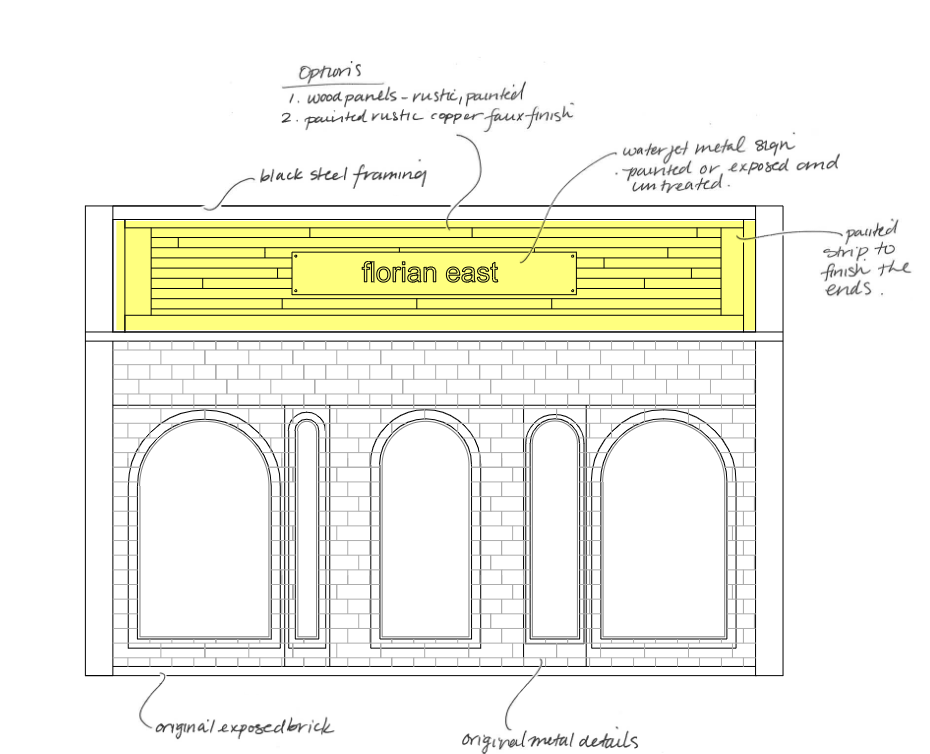 Options
1. wood panels - rustic, painted
2. painted rustic copper faux finish
waterjet metal sign
. painted or exposed and
untreated.
black steel framing
painted
strip to
finish the
ends.
florian east
original exposed brick
original metal details